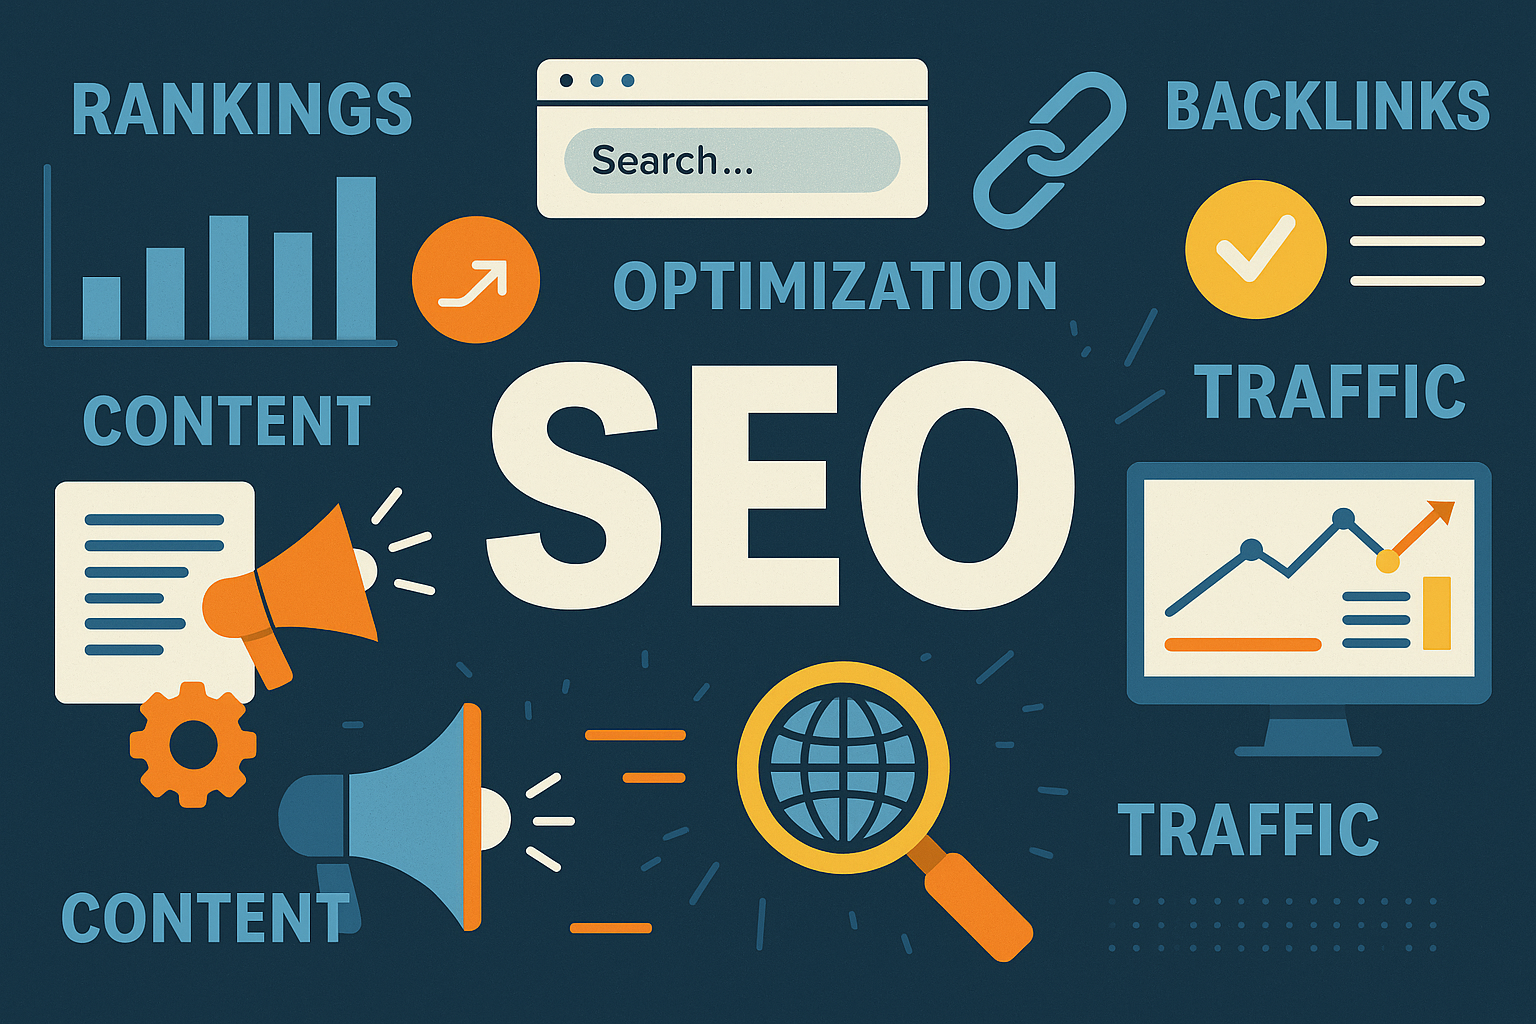 RANKINGS
Search...
BACKLINKS
OPTIMIZATION
CONTENT
SEO
TRAFFIC
TRAFFIC
CONTENT